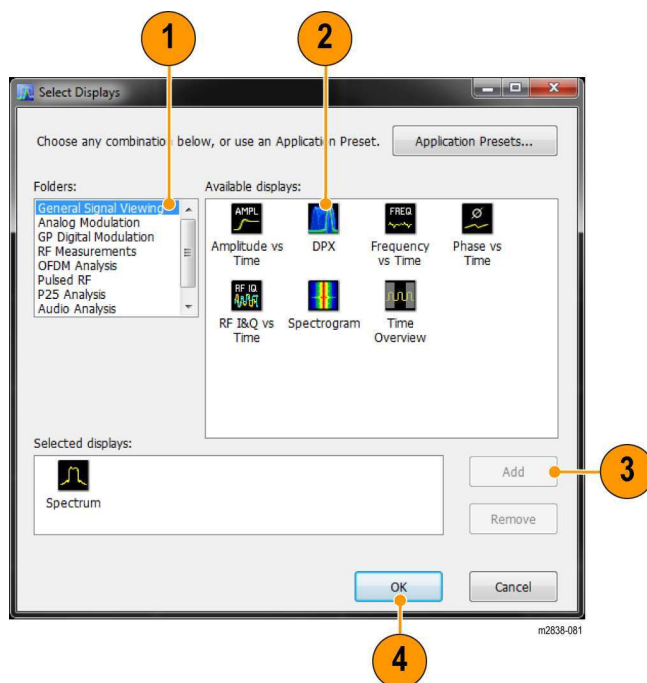 1
2
Select Displays
Choose any combination below, or use an Application Preset.
Application Presets...
Folders:
General Signal Viewing
Analog Modulation
GP Digital Modulation
RF Measurements
OFDM Analysis
Pulsed RF
P25 Analysis
Audio Analysis
Available displays:
AMPL
FREQ
Ø
Amplitude vs Time
DPX
Frequency vs Time
Phase vs Time
RF IQ
RF I&Q vs Time
Spectrogram
Time Overview
Selected displays:
Spectrum
Add
3
Remove
OK
Cancel
m2838-081
4